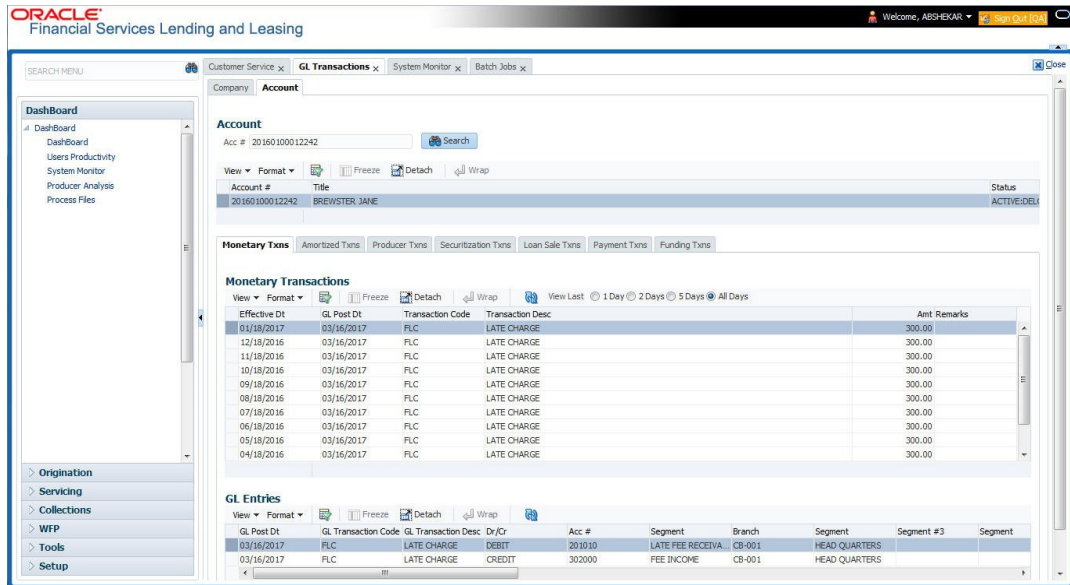 ORACLE®
Financial Services Lending and Leasing
Welcome, ABSHEKAR
Sign Out [QA]
SEARCH MENU
Customer Service x GL Transactions x System Monitor x Batch Jobs x
Close
Company Account
DashBoard
DashBoard
DashBoard
Users Productivity
System Monitor
Producer Analysis
Process Files
Origination
Servicing
Collections
WFP
Tools
Setup
Account
Acc # 20160100012242 Search
View Format Freeze Detach Wrap
Account # Title Status
20160100012242 BREWSTER JANE ACTIVE:DELQ
Monetary Txns Amortized Txns Producer Txns Securitization Txns Loan Sale Txns Payment Txns Funding Txns
Monetary Transactions
View Format Freeze Detach Wrap View Last 1 Day 2 Days 5 Days All Days
Effective Dt GL Post Dt Transaction Code Transaction Desc Amt Remarks
01/18/2017 03/16/2017 FLC LATE CHARGE 300.00
12/18/2016 03/16/2017 FLC LATE CHARGE 300.00
11/18/2016 03/16/2017 FLC LATE CHARGE 300.00
10/18/2016 03/16/2017 FLC LATE CHARGE 300.00
09/18/2016 03/16/2017 FLC LATE CHARGE 300.00
08/18/2016 03/16/2017 FLC LATE CHARGE 300.00
07/18/2016 03/16/2017 FLC LATE CHARGE 300.00
06/18/2016 03/16/2017 FLC LATE CHARGE 300.00
05/18/2016 03/16/2017 FLC LATE CHARGE 300.00
04/18/2016 03/16/2017 FLC LATE CHARGE 300.00
GL Entries
View Format Freeze Detach Wrap
GL Post Dt GL Transaction Code GL Transaction Desc Dr/Cr Acc # Segment Branch Segment Segment #3 Segment
03/16/2017 FLC LATE CHARGE DEBIT 201010 LATE FEE RECEIVA... CB-001 HEAD QUARTERS
03/16/2017 FLC LATE CHARGE CREDIT 302000 FEE INCOME CB-001 HEAD QUARTERS